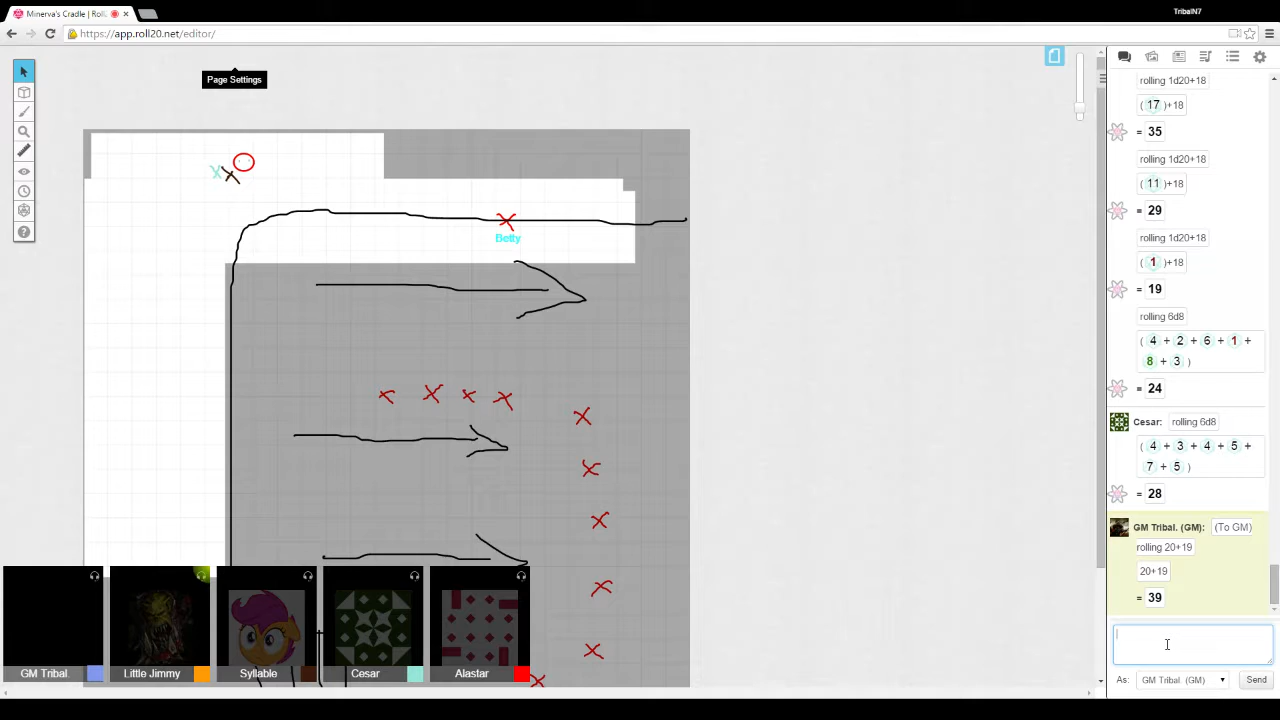 Minerva's Cradle | Roll
TribalN7
https://app.roll20.net/editor/
Page Settings
Betty
rolling 1d20+18
(17)+18
= 35
rolling 1d20+18
(11)+18
= 29
rolling 1d20+18
(1)+18
= 19
rolling 6d8
(4+2+6+1+
8+3)
= 24
Cesar: rolling 6d8
(4+3+4+5+
7+5)
= 28
GM Tribal. (GM): (To GM)
rolling 20+19
20+19
= 39
GM Tribal.
Little Jimmy
Syllable
Cesar
Alastar
As: GM Tribal. (GM) Send